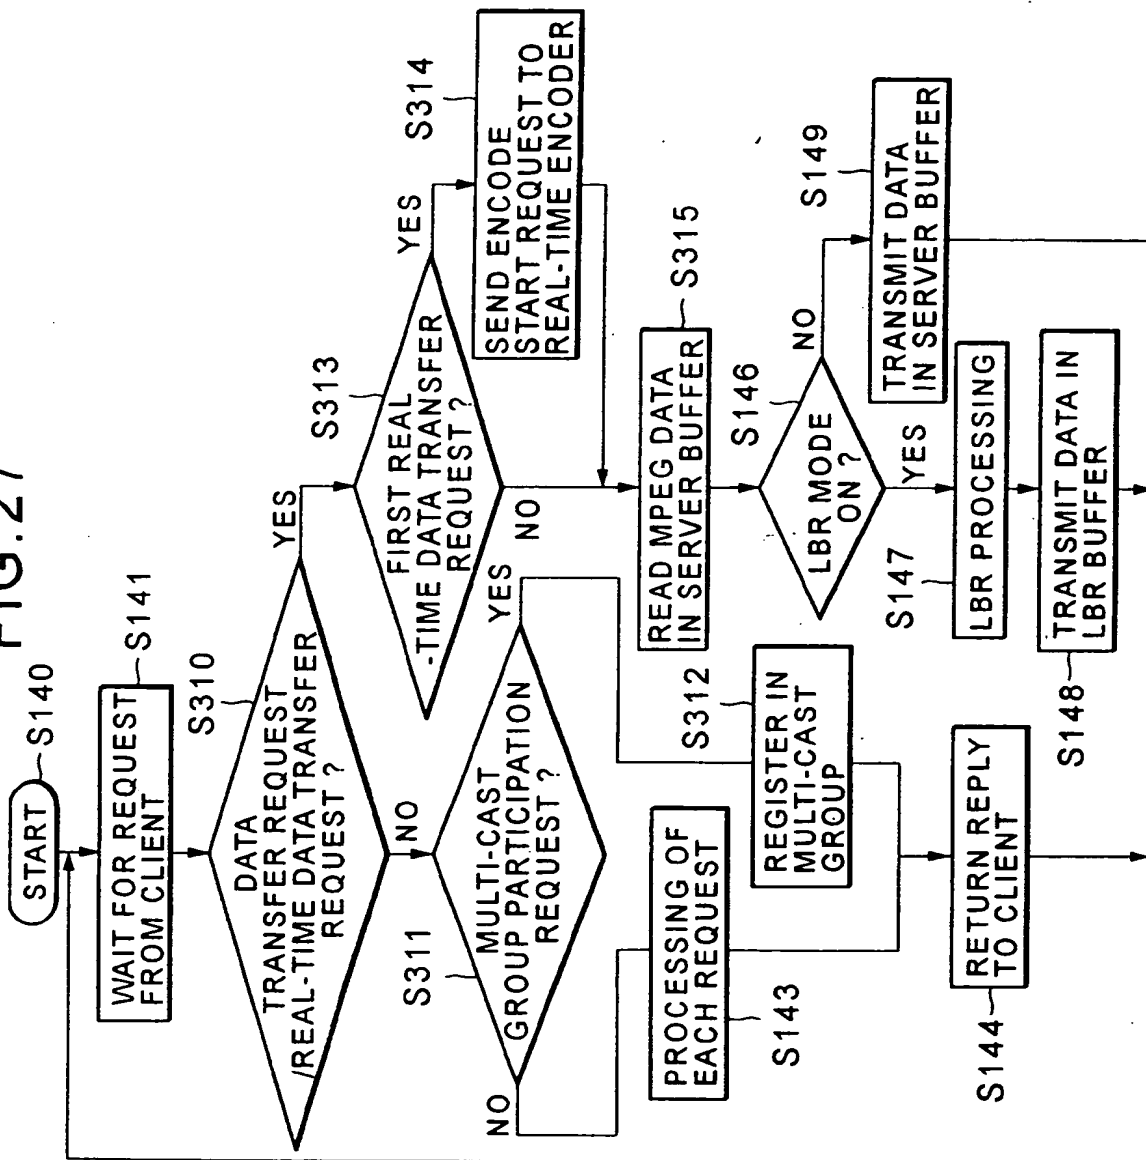 FIG.27
START
S140
WAIT FOR REQUEST
FROM CLIENT
S141
DATA
TRANSFER REQUEST
/REAL-TIME DATA TRANSFER
REQUEST ?
S310
YES
NO
FIRST REAL
-TIME DATA TRANSFER
REQUEST ?
S313
YES
NO
SEND ENCODE
START REQUEST TO
REAL-TIME ENCODER
S314
MULTI-CAST
GROUP PARTICIPATION
REQUEST ?
S311
YES
NO
READ MPEG DATA
IN SERVER BUFFER
S315
PROCESSING OF
EACH REQUEST
S143
REGISTER IN
MULTI-CAST
GROUP
S312
LBR MODE
ON ?
S146
NO
YES
TRANSMIT DATA
IN SERVER BUFFER
S149
LBR PROCESSING
S147
TRANSMIT DATA IN
LBR BUFFER
S148
RETURN REPLY
TO CLIENT
S144